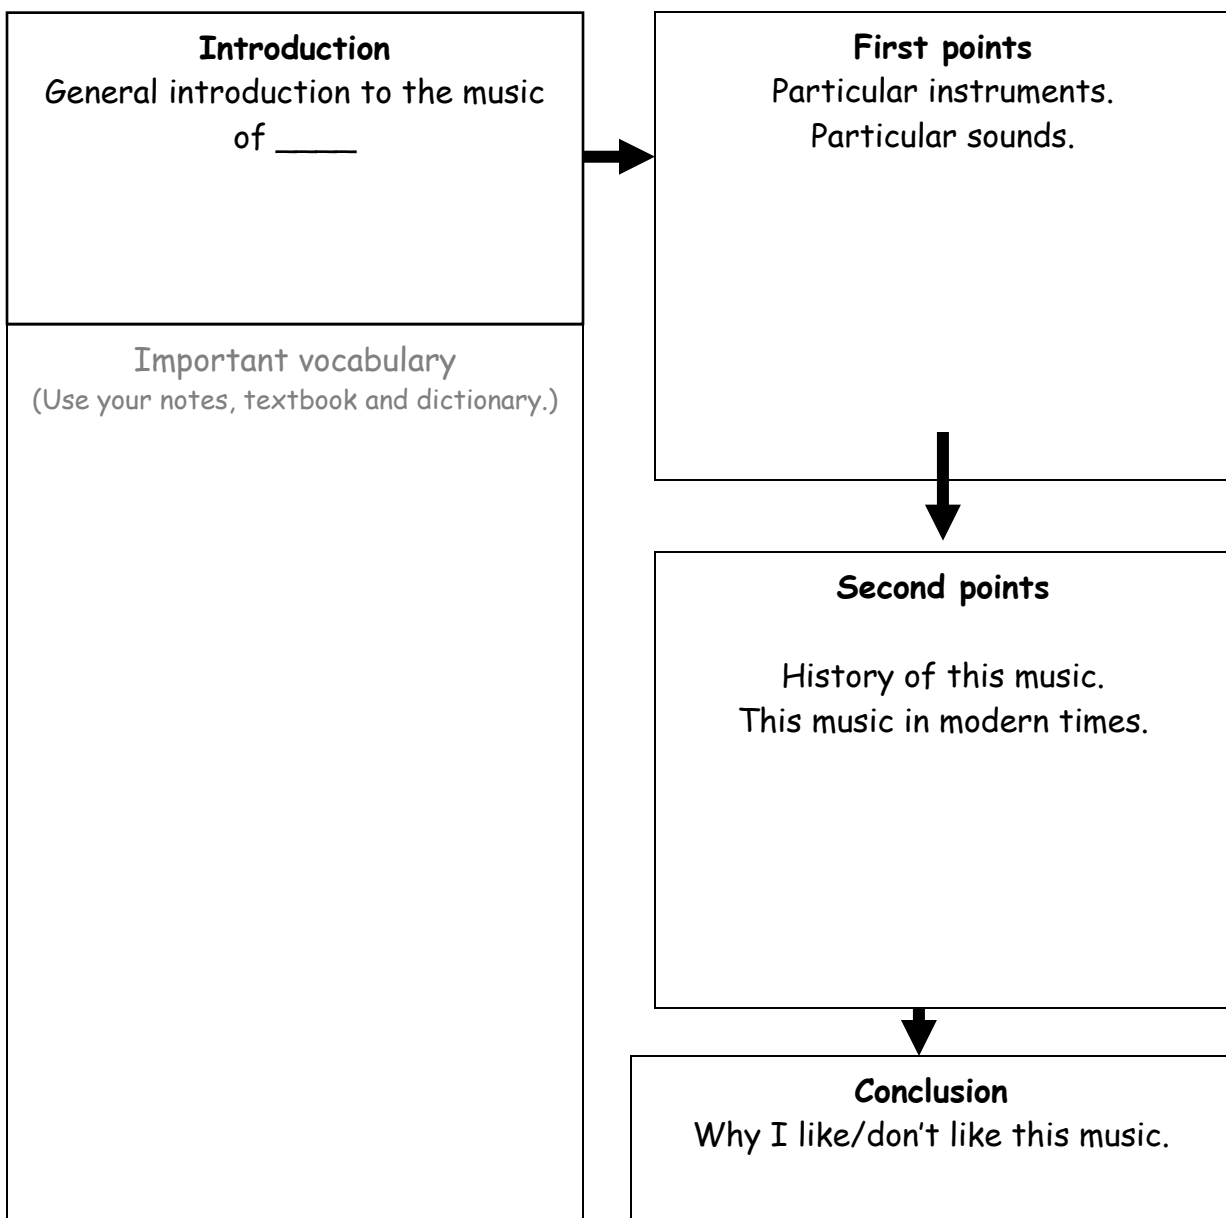 Introduction
General introduction to the music
of ____
First points
Particular instruments.
Particular sounds.
Important vocabulary
(Use your notes, textbook and dictionary.)
Second points
History of this music.
This music in modern times.
Conclusion
Why I like/don't like this music.